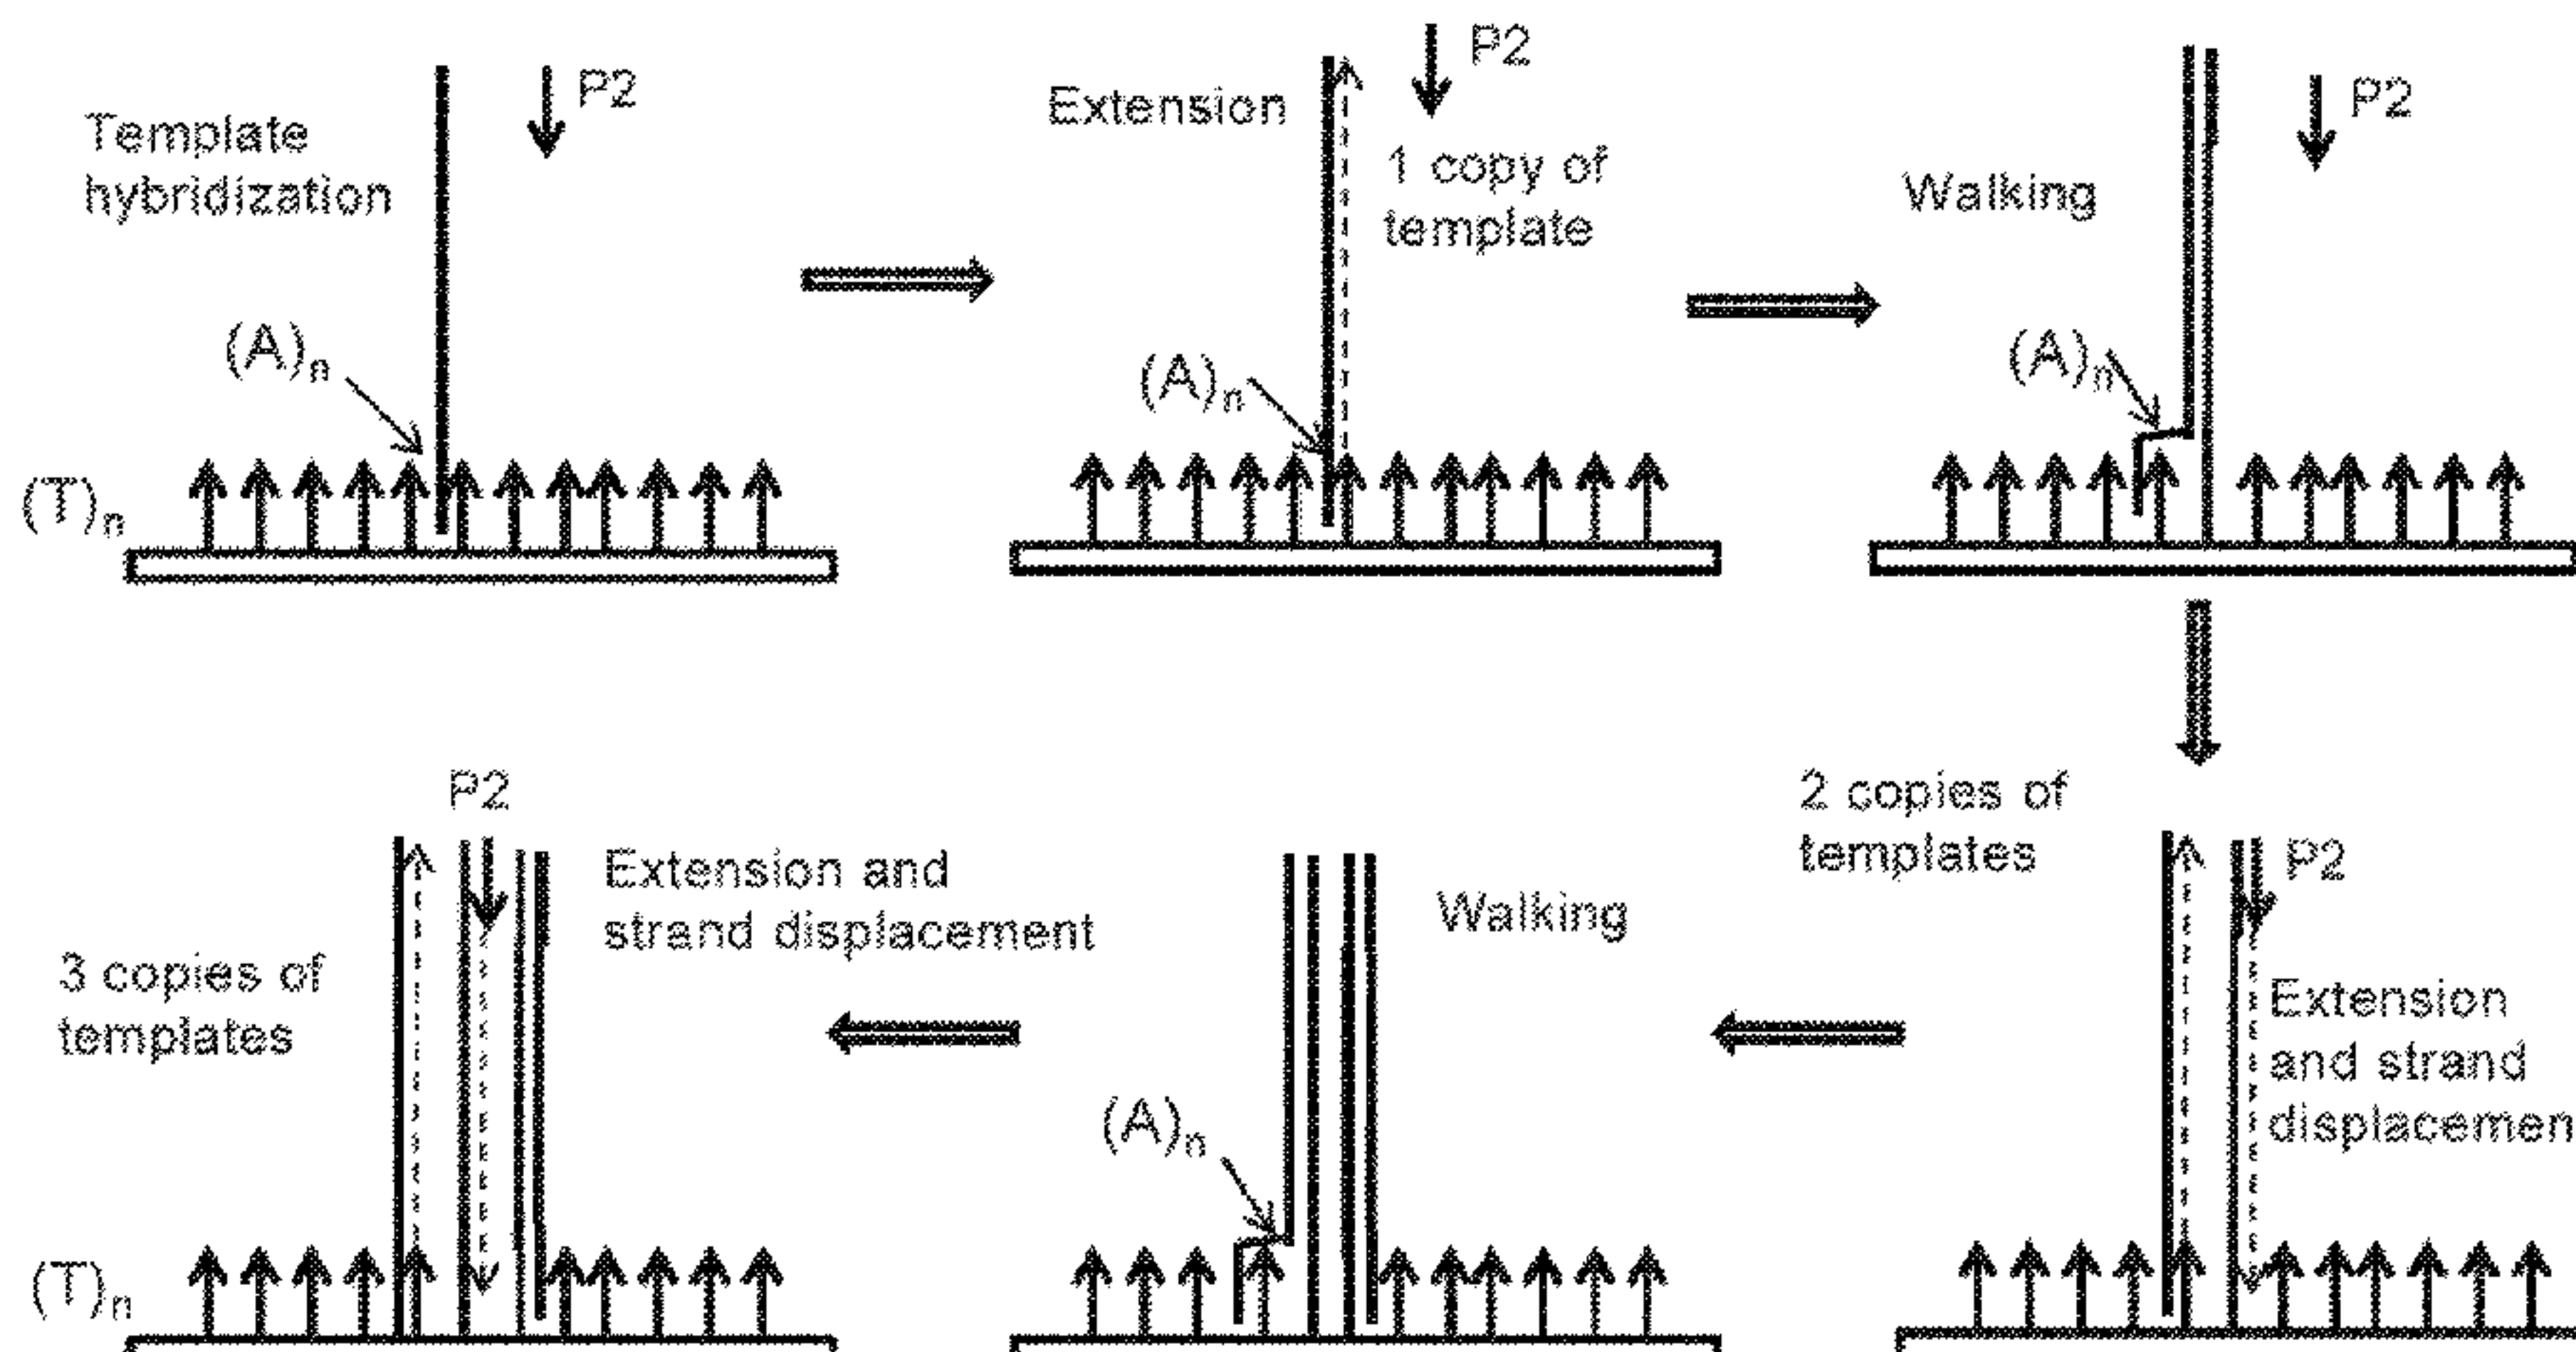 Template
hybridization
P2
(A)n
(T)n
Extension
P2
1 copy of
template
(A)n
Walking
P2
(A)n
2 copies of
templates
P2
Extension
and strand
displacemen
Walking
(A)n
P2
Extension and
strand displacement
3 copies of
templates
(T)n